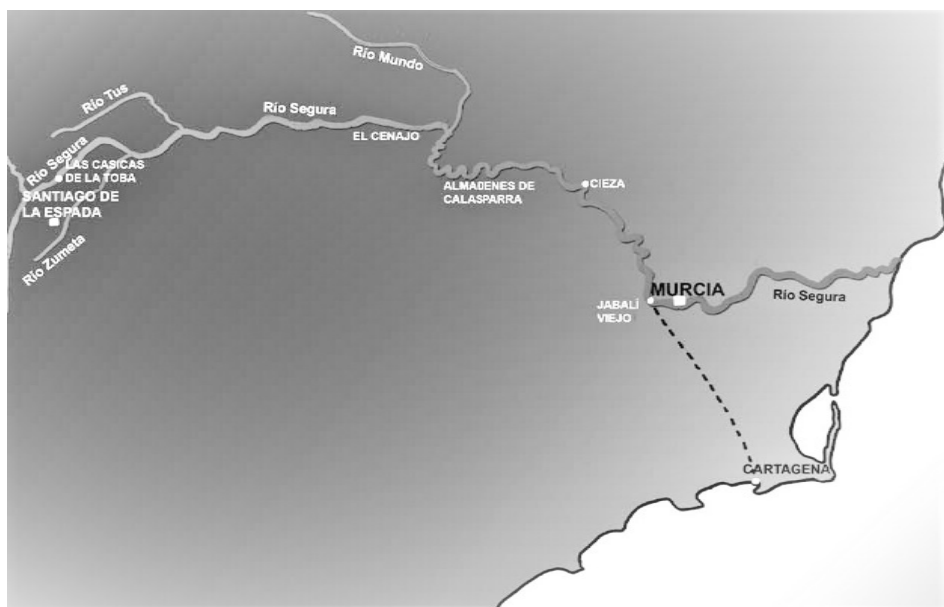 Río Mundo
Río Tus
Río Segura
EL CENAJO
Río Segura
LAS CASICAS
DE LA TOBA
SANTIAGO DE
LA ESPADA
Río Zumeta
ALMADENES DE
CALASPARRA
CIEZA
MURCIA
JABALÍ
VIEJO
Río Segura
CARTAGENA